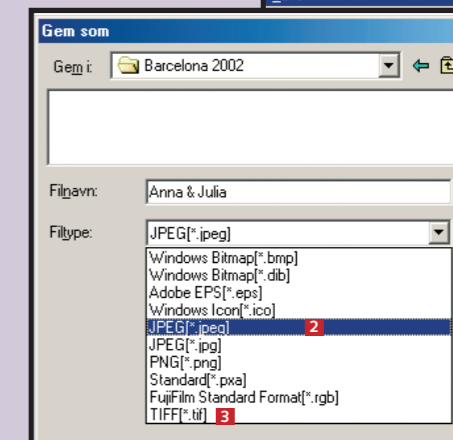 Gem som
Gem i: Barcelona 2002
Filnavn: Anna & Julia
Filtype: JPEG[*.jpeg]
Windows Bitmap[*.bmp]
Windows Bitmap[*.dib]
Adobe EPS[*.eps]
Windows Icon[*.ico]
JPEG[*.jpeg] 2
JPEG[*.jpg]
PNG[*.png]
Standard[*.pxa]
FujiFilm Standard Format[*.rgb]
TIFF[*.tif] 3